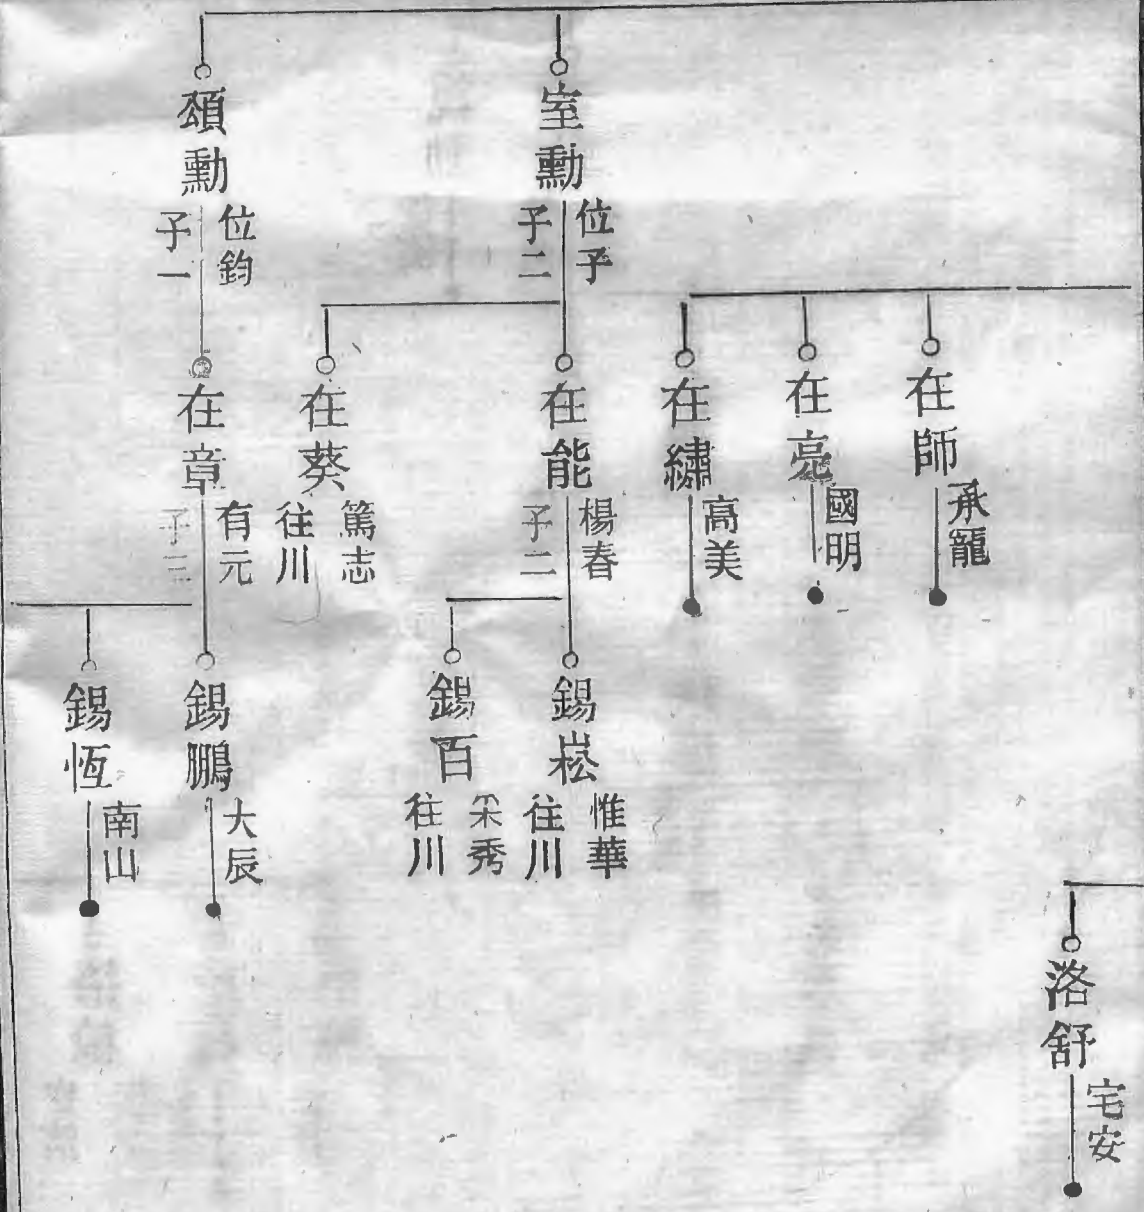 室勳
位予
子二
頌勳
位鈞
子一
在師
承寵
在亮
國明
在繡
高美
在能
楊春
子二
在葵
篤志
往川
在章
有元
子三
錫崧
惟華
往川
錫百
采秀
往川
錫鵬
大辰
錫恆
南山
洛舒
宅安